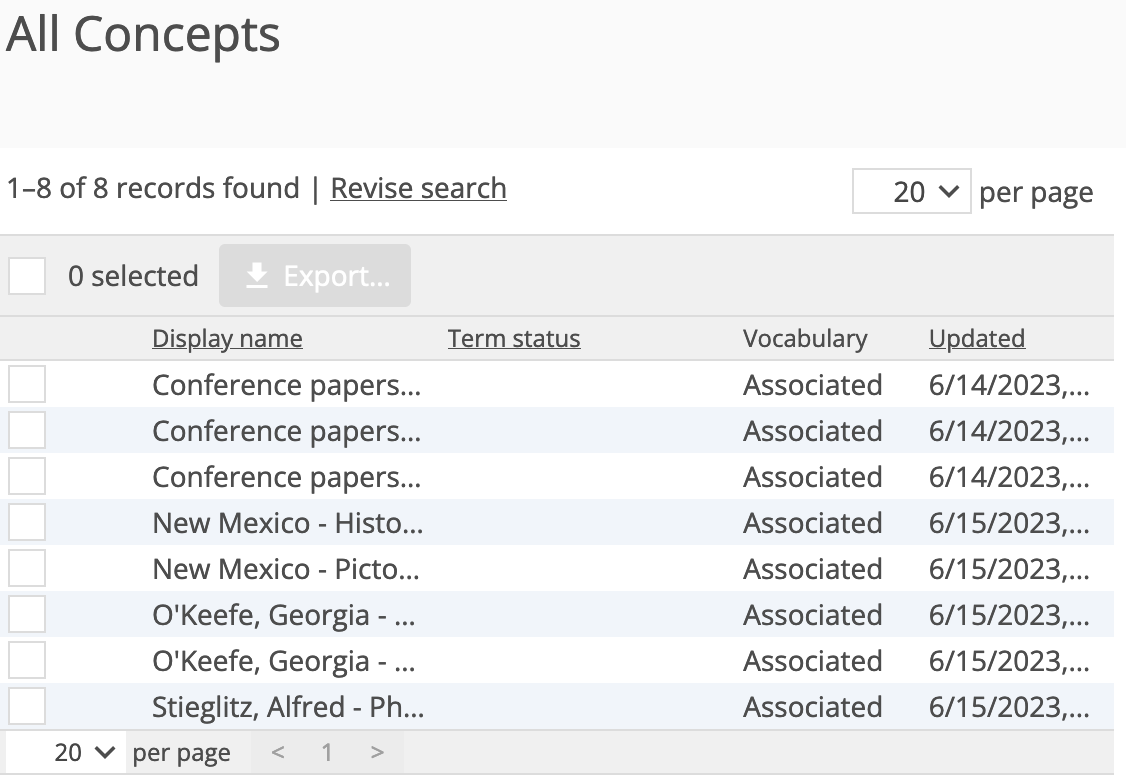 All Concepts
1–8 of 8 records found | Revise search 20 per page
0 selected Export...
Display name Term status Vocabulary Updated
Conference papers... Associated 6/14/2023,...
Conference papers... Associated 6/14/2023,...
Conference papers... Associated 6/14/2023,...
New Mexico - Histo... Associated 6/15/2023,...
New Mexico - Picto... Associated 6/15/2023,...
O'Keefe, Georgia - ... Associated 6/15/2023,...
O'Keefe, Georgia - ... Associated 6/15/2023,...
Stieglitz, Alfred - Ph... Associated 6/15/2023,...
20 per page < 1 >